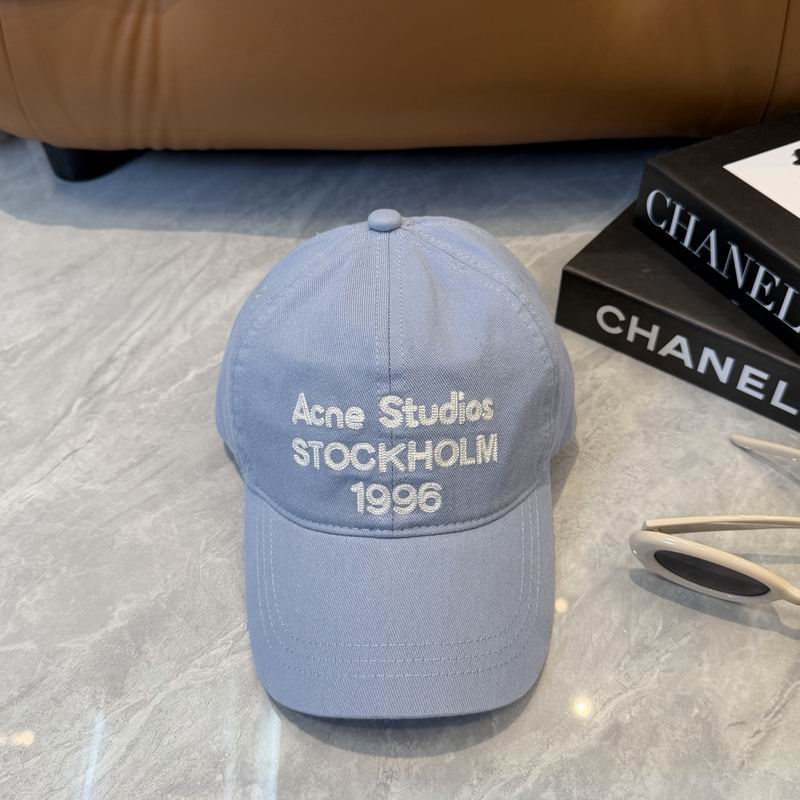 Acne Studios
STOCKHOLM
1996
CHANEL
CHANEL